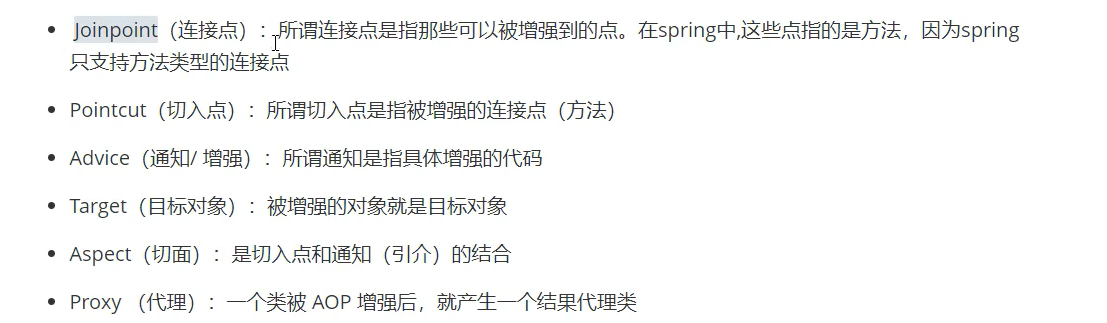 Joinpoint（连接点）：所谓连接点是指那些可以被增强到的点。在spring中,这些点指的是方法，因为spring
只支持方法类型的连接点
Pointcut（切入点）：所谓切入点是指被增强的连接点（方法）
Advice（通知/ 增强）：所谓通知是指具体增强的代码
Target（目标对象）：被增强的对象就是目标对象
Aspect（切面）：是切入点和通知（引介）的结合
Proxy （代理）：一个类被 AOP 增强后，就产生一个结果代理类